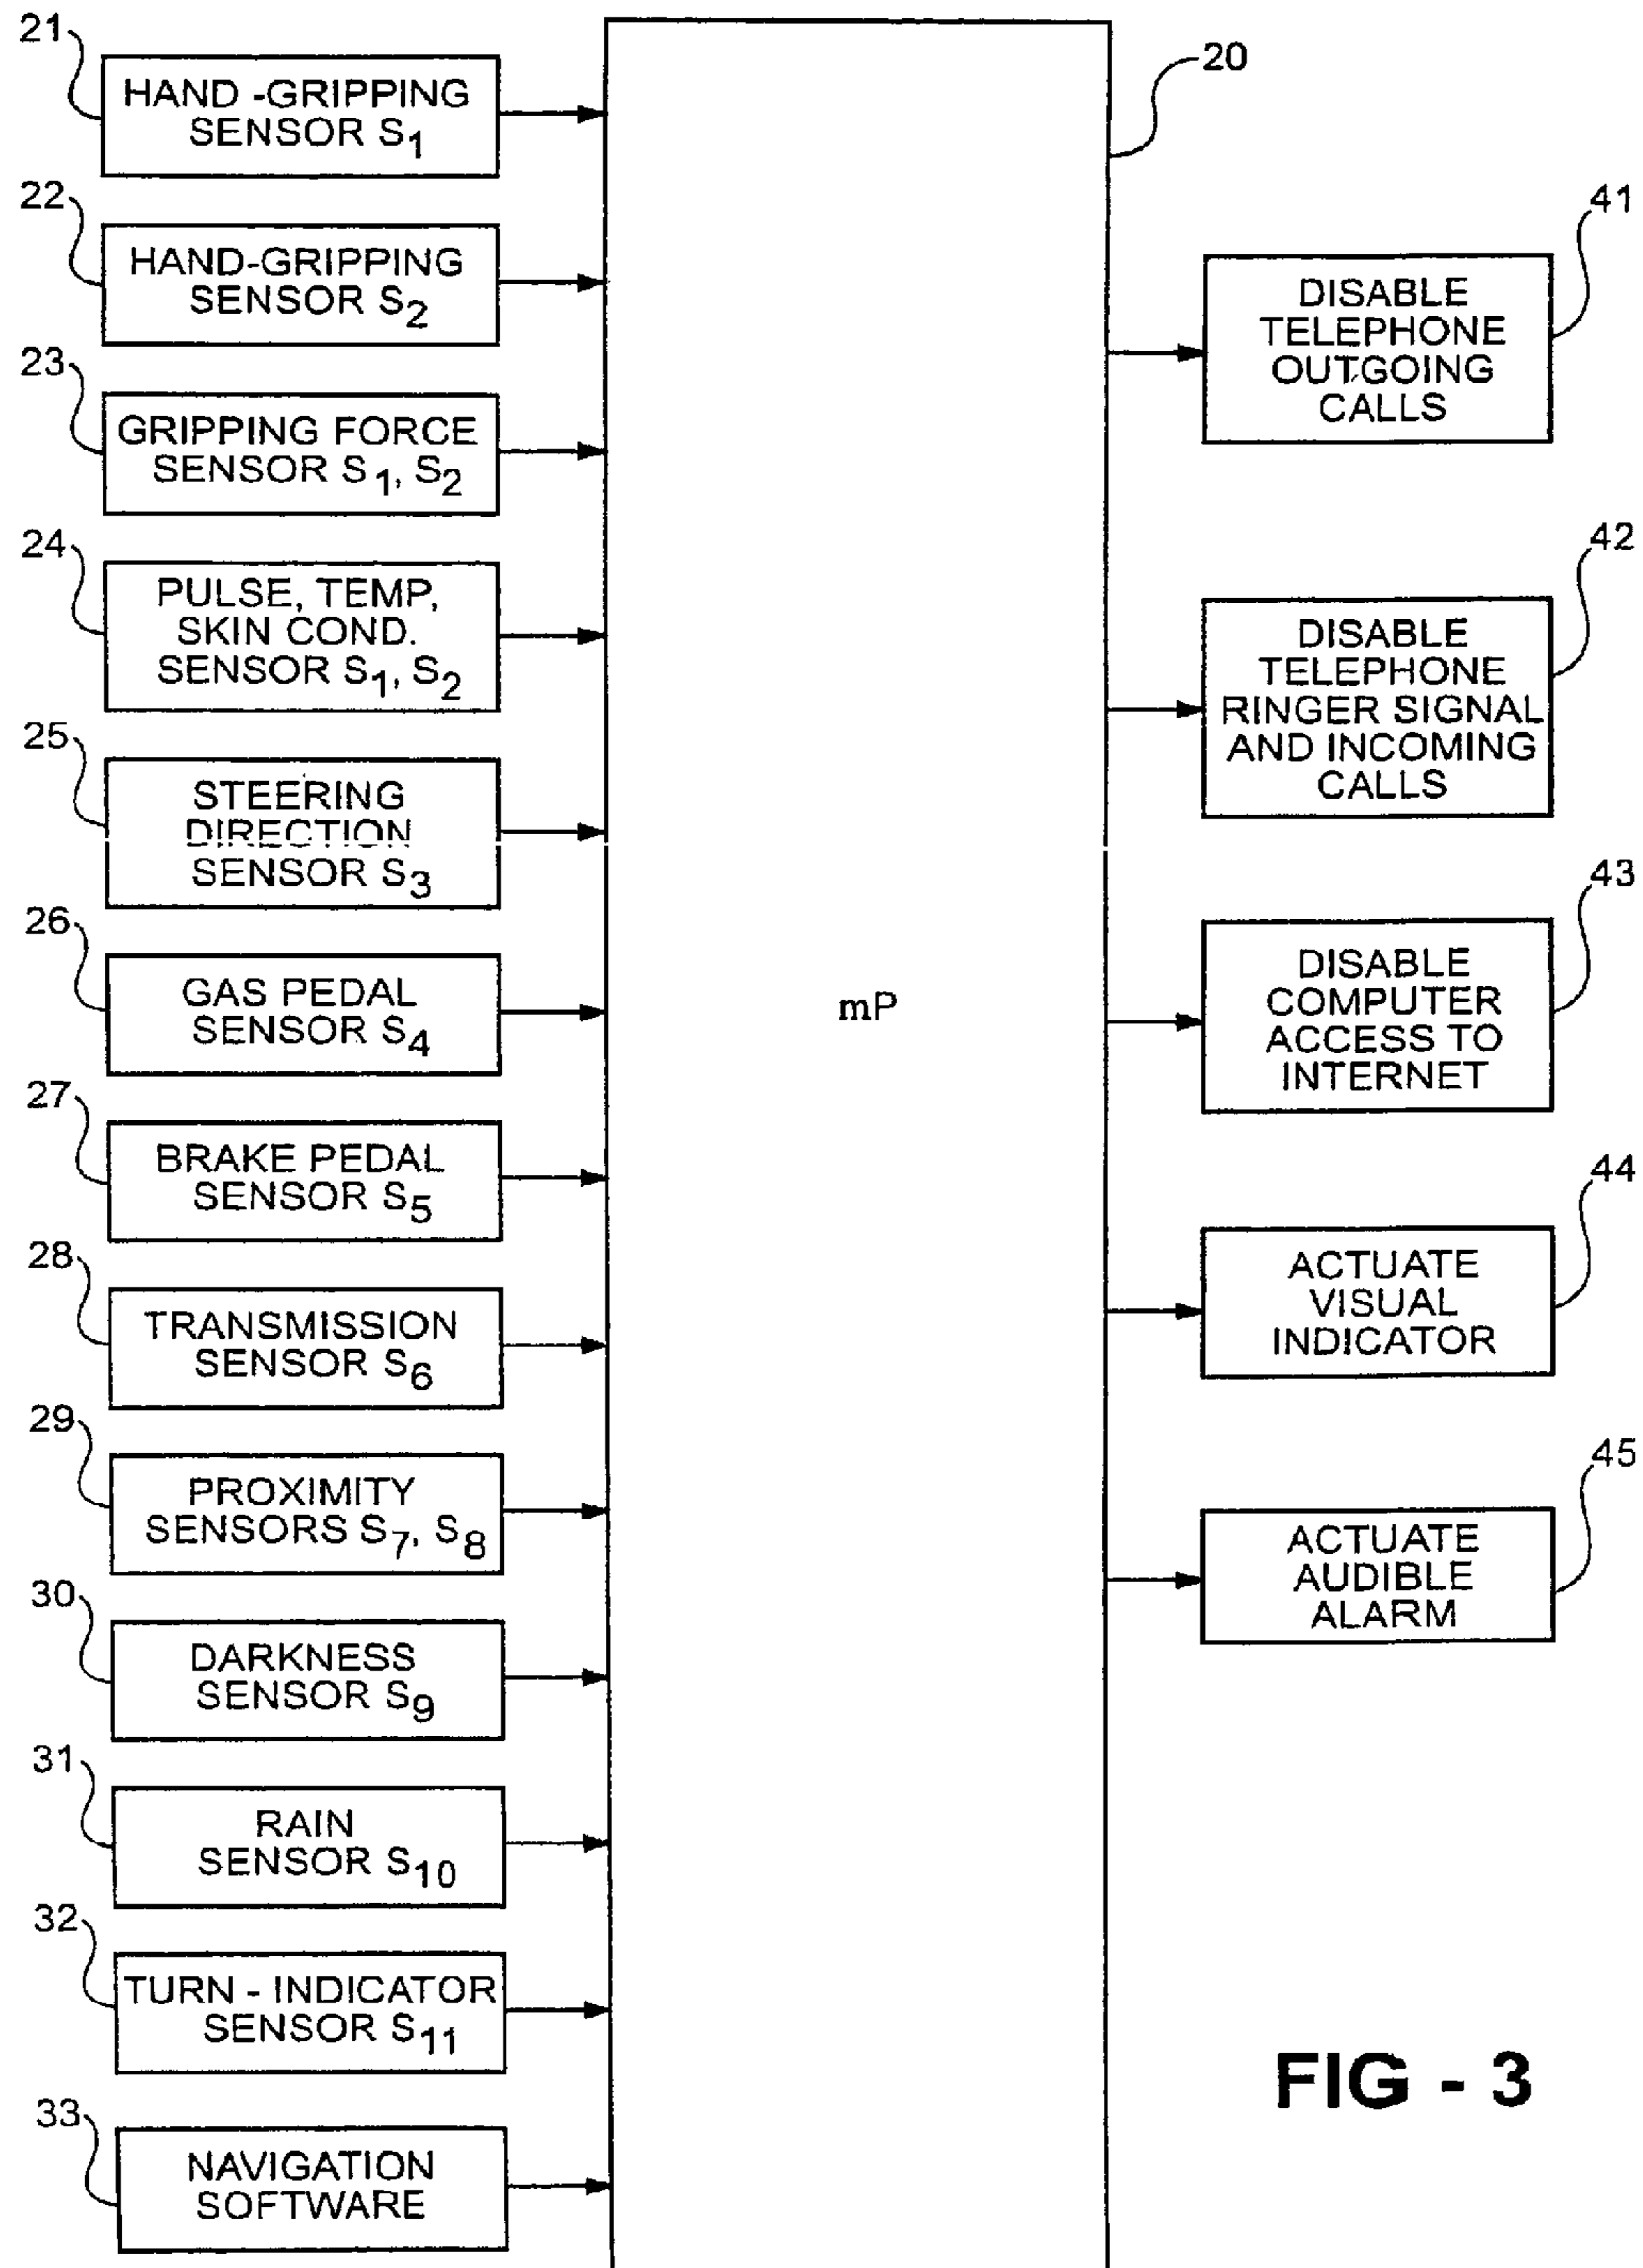 21
HAND -GRIPPING
SENSOR S₁
22
HAND-GRIPPING
SENSOR S₂
23
GRIPPING FORCE
SENSOR S₁, S₂
24
PULSE, TEMP,
SKIN COND.
SENSOR S₁, S₂
25
STEERING
DIRECTION
SENSOR S₃
26
GAS PEDAL
SENSOR S₄
27
BRAKE PEDAL
SENSOR S₅
28
TRANSMISSION
SENSOR S₆
29
PROXIMITY
SENSORS S₇, S₈
30
DARKNESS
SENSOR S₉
31
RAIN
SENSOR S₁₀
32
TURN - INDICATOR
SENSOR S₁₁
33
NAVIGATION
SOFTWARE
20
mP
41
DISABLE
TELEPHONE
OUTGOING
CALLS
42
DISABLE
TELEPHONE
RINGER SIGNAL
AND INCOMING
CALLS
43
DISABLE
COMPUTER
ACCESS TO
INTERNET
44
ACTUATE
VISUAL
INDICATOR
45
ACTUATE
AUDIBLE
ALARM
FIG - 3